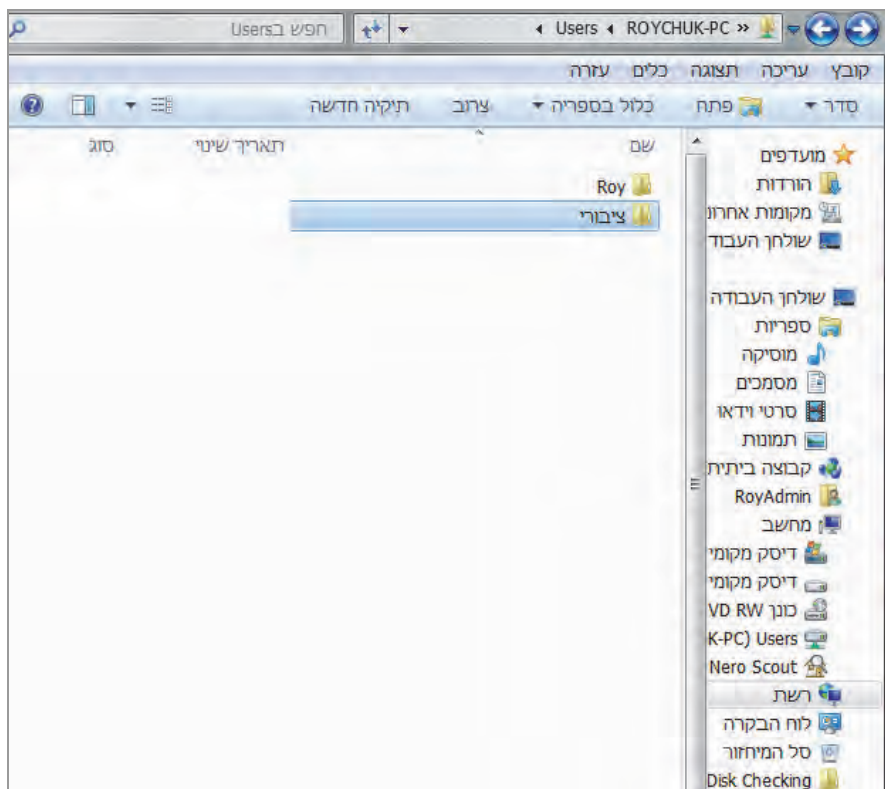 ROYCHUK-PC « Users
חפש בUsers
קובץ עריכה תצוגה כלים עזרה
סדר פתח כלול בספריה צרוב תיקיה חדשה
שם תאריך שינוי סוג
Roy
ציבורי
מועדפים
הורדות
מקומות אחרונ
שולחן העבוד
שולחן העבודה
ספריות
מוסיקה
מסמכים
סרטי וידאו
תמונות
קבוצה ביתית
RoyAdmin
מחשב
דיסק מקומי
דיסק מקומי
כונן VD RW
K-PC) Users
Nero Scout
רשת
לוח הבקרה
סל המיחזור
Disk Checking